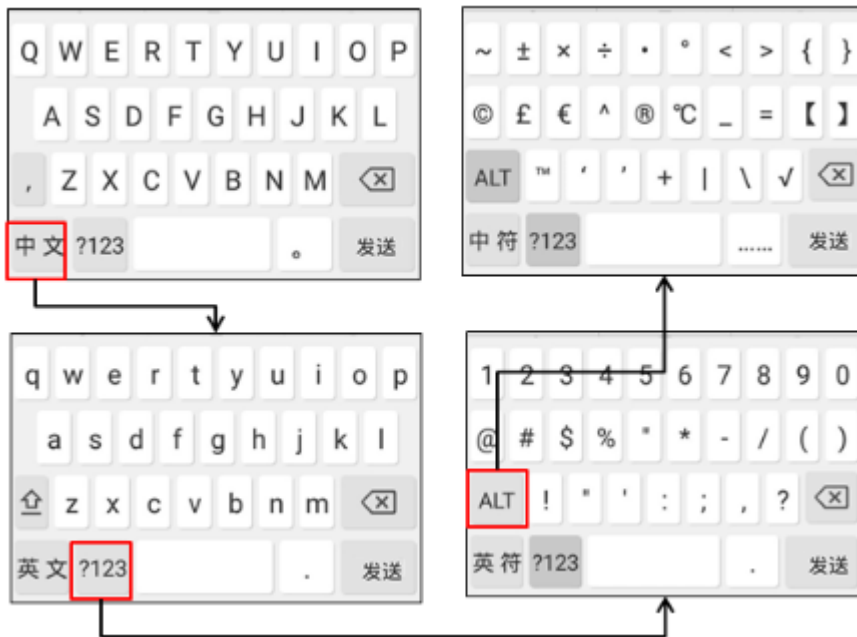 Q W E R T Y U I O P
A S D F G H J K L
, Z X C V B N M
中文 ?123 。 发送
~ ± × ÷ • ° < > { }
© £ € ^ ® ℃ _ = 【 】
ALT ™ ‘ ’ + | \ √
中符 ?123 …… 发送
q w e r t y u i o p
a s d f g h j k l
z x c v b n m
英文 ?123 . 发送
1 2 3 4 5 6 7 8 9 0
@ # $ % " * - / ( )
ALT ! " ' : ; , ?
英符 ?123 . 发送